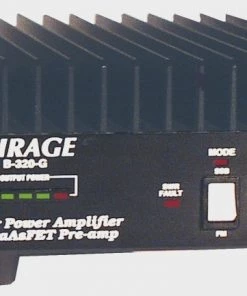 IRAGE
B-320-G
OUTPUT POWER
MODE
SSB
SWR
FAULT
FM
Power Amplifier
aAsFET Pre-amp